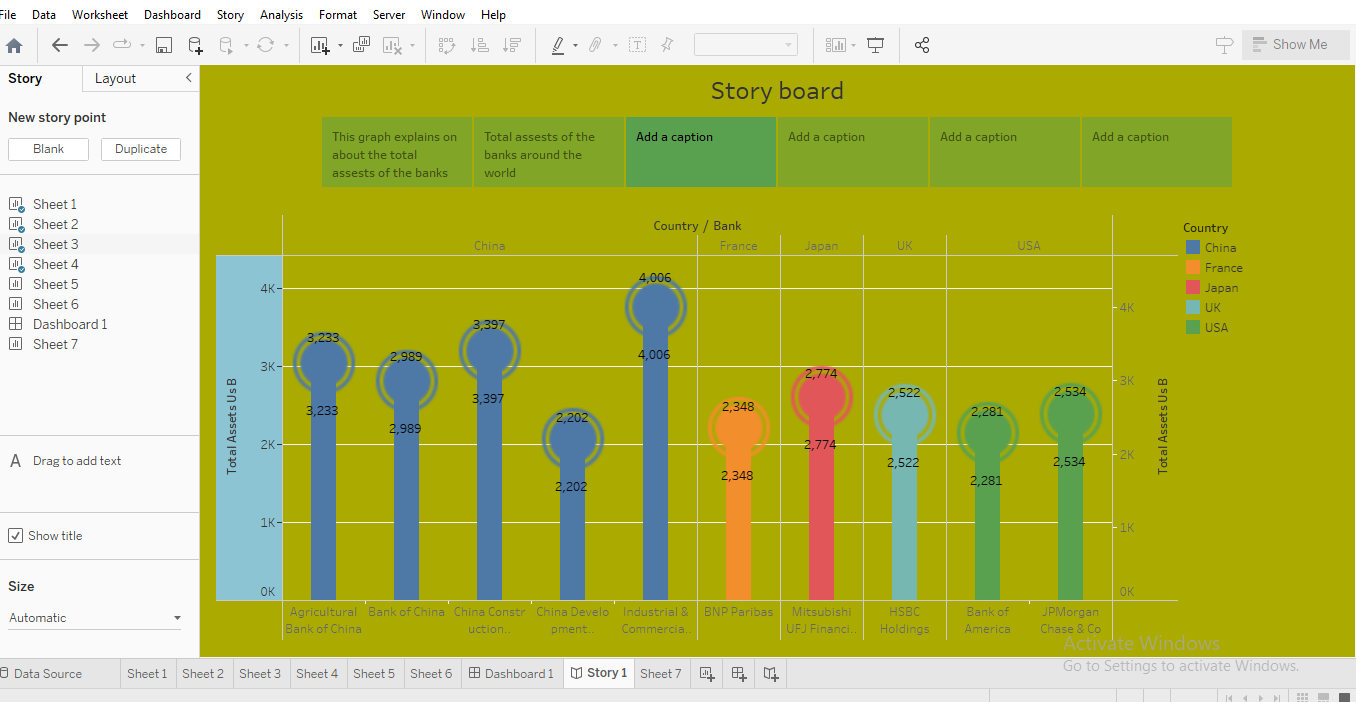 File Data Worksheet Dashboard Story Analysis Format Server Window Help
Show Me
Story Layout
New story point
Blank Duplicate
Sheet 1
Sheet 2
Sheet 3
Sheet 4
Sheet 5
Sheet 6
Dashboard 1
Sheet 7
A Drag to add text
Show title
Size
Automatic
Story board
This graph explains on
about the total
assests of the banks
Total assests of the
banks around the
world
Add a caption
Add a caption
Add a caption
Add a caption
Country / Bank
China France Japan UK USA
Total Assets Us B
4K
3K
2K
1K
0K
3,233
3,233
2,989
2,989
3,397
3,397
2,202
2,202
4,006
4,006
2,348
2,348
2,774
2,774
2,522
2,522
2,281
2,281
2,534
2,534
4K
3K
2K
1K
0K
Total Assets Us B
Agricultural
Bank of China
Bank of China
China Constr
uction..
China Develo
pment..
Industrial &
Commercia..
BNP Paribas
Mitsubishi
UFJ Financi..
HSBC
Holdings
Bank of
America
JPMorgan
Chase & Co
Country
China
France
Japan
UK
USA
Activate Windows
Go to Settings to activate Windows.
Data Source Sheet 1 Sheet 2 Sheet 3 Sheet 4 Sheet 5 Sheet 6 Dashboard 1 Story 1 Sheet 7